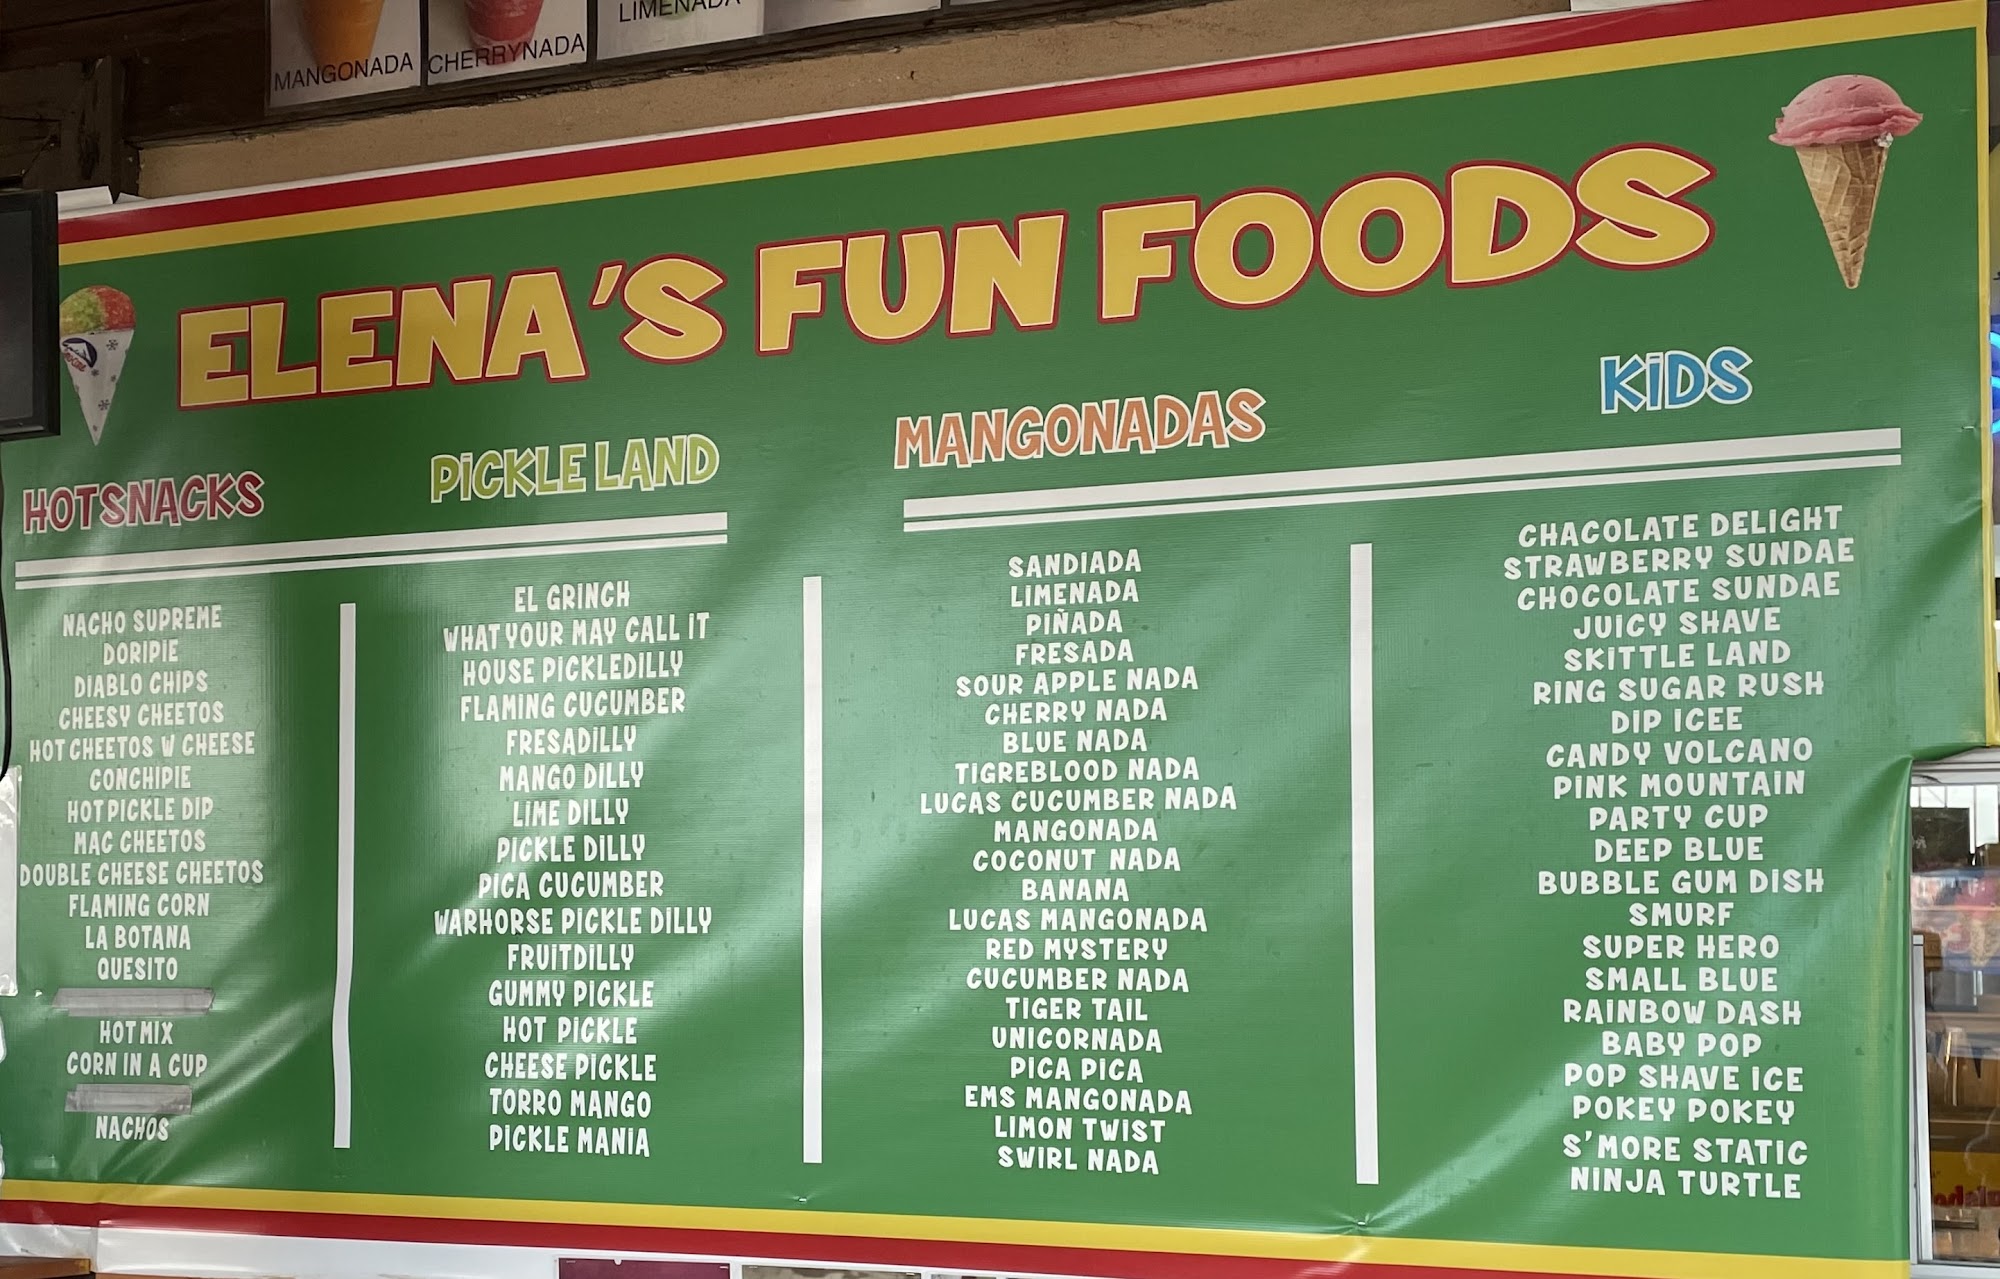 MANGONADA
CHERRYNADA
LIMENADA
ELENA'S FUN FOODS
HOTSNACKS
NACHO SUPREME
DORIPIE
DIABLO CHIPS
CHEESY CHEETOS
HOT CHEETOS W CHEESE
CONCHIPIE
HOT PICKLE DIP
MAC CHEETOS
DOUBLE CHEESE CHEETOS
FLAMING CORN
LA BOTANA
QUESITO
HOT MIX
CORN IN A CUP
NACHOS
PICKLE LAND
EL GRINCH
WHAT YOUR MAY CALL IT
HOUSE PICKLEDILLY
FLAMING CUCUMBER
FRESADILLY
MANGO DILLY
LIME DILLY
PICKLE DILLY
PICA CUCUMBER
WARHORSE PICKLE DILLY
FRUITDILLY
GUMMY PICKLE
HOT PICKLE
CHEESE PICKLE
TORRO MANGO
PICKLE MANIA
MANGONADAS
SANDIADA
LIMENADA
PIÑADA
FRESADA
SOUR APPLE NADA
CHERRY NADA
BLUE NADA
TIGREBLOOD NADA
LUCAS CUCUMBER NADA
MANGONADA
COCONUT NADA
BANANA
LUCAS MANGONADA
RED MYSTERY
CUCUMBER NADA
TIGER TAIL
UNICORNADA
PICA PICA
EMS MANGONADA
LIMON TWIST
SWIRL NADA
KIDS
CHACOLATE DELIGHT
STRAWBERRY SUNDAE
CHOCOLATE SUNDAE
JUICY SHAVE
SKITTLE LAND
RING SUGAR RUSH
DIP ICEE
CANDY VOLCANO
PINK MOUNTAIN
PARTY CUP
DEEP BLUE
BUBBLE GUM DISH
SMURF
SUPER HERO
SMALL BLUE
RAINBOW DASH
BABY POP
POP SHAVE ICE
POKEY POKEY
S'MORE STATIC
NINJA TURTLE